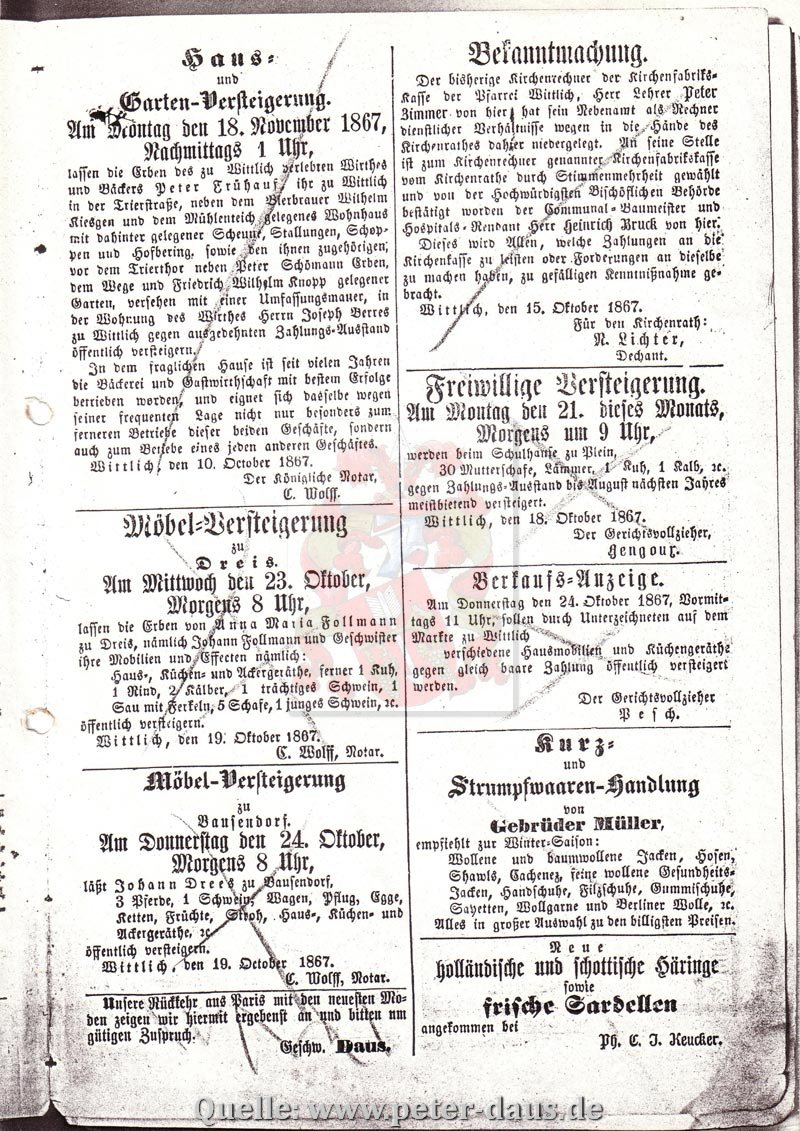 Haus-
und
Garten-Versteigerung.
Am Montag den 18. November 1867,
Nachmittags 1 Uhr,
lassen die Erben des zu Wittlich verlebten Wirthes
und Bäckers Peter Frühauf ihr zu Wittlich
in der Trierstraße, neben dem Bierbrauer Wilhelm
Kiesgen und dem Mühlenteich gelegenes Wohnhaus
mit dahinter gelegener Scheune, Stallungen, Schop-
pen und Hofbering, sowie den ihnen zugehörigen,
vor dem Trierthor neben Peter Schömann Erben,
dem Wege und Friedrich Wilhelm Knopp gelegener
Garten, versehen mit einer Umfassungsmauer, in
der Wohnung des Wirthes Herrn Joseph Berres
zu Wittlich gegen ausgedehnten Zahlungs-Ausstand
öffentlich versteigern.
In dem fraglichen Hause ist seit vielen Jahren
die Bäckerei und Gastwirthschaft mit bestem Erfolge
betrieben worden, und eignet sich dasselbe wegen
seiner frequenten Lage nicht nur besonders zum
ferneren Betriebe dieser beiden Geschäfte, sondern
auch zum Betriebe eines jeden anderen Geschäftes.
Wittlich, den 10. October 1867.
Der Königliche Notar,
C. Wolff.
Möbel-Versteigerung
zu
Dreis.
Am Mittwoch den 23. Oktober,
Morgens 8 Uhr,
lassen die Erben von Anna Maria Follmann
zu Dreis, nämlich Johann Follmann und Geschwister
ihre Mobilien und Effecten nämlich:
Haus-, Küchen- und Ackergeräthe, ferner 1 Kuh,
1 Rind, 2 Kälber, 1 trächtiges Schwein, 1
Sau mit Ferkeln, 5 Schafe, 1 junges Schwein, ꝛc.
öffentlich versteigern.
Wittlich, den 19. Oktober 1867.
C. Wolff, Notar.
Möbel-Versteigerung
zu
Bausendorf.
Am Donnerstag den 24. Oktober,
Morgens 8 Uhr,
läßt Johann Drees zu Bausendorf,
3 Pferde, 1 Schwein, Wagen, Pflug, Egge,
Ketten, Früchte, Stroh, Haus-, Küchen- und
Ackergeräthe, ꝛc
öffentlich versteigern.
Wittlich, den 19. October 1867.
C. Wolff, Notar.
Unsere Rückkehr aus Paris mit den neuesten Mo-
den zeigen wir hiermit ergebenst an und bitten um
gütigen Zuspruch.
Geschw. Daus.
Bekanntmachung.
Der bisherige Kirchenrechner der Kirchenfabriks-
kasse der Pfarrei Wittlich, Herr Lehrer Peter
Zimmer von hier, hat sein Nebenamt als Rechner
dienstlicher Verhältnisse wegen in die Hände des
Kirchenrathes dahier niedergelegt. An seine Stelle
ist zum Kirchenrechner genannter Kirchenfabrikskasse
vom Kirchenrathe durch Stimmenmehrheit gewählt
und von der Hochwürdigsten Bischöflichen Behörde
bestätigt worden der Communal-Baumeister und
Hospitals-Rendant Herr Heinrich Bruck von hier.
Dieses wird Allen, welche Zahlungen an die
Kirchenkasse zu leisten oder Forderungen an dieselbe
zu machen haben, zu gefälligen Kenntnißnahme ge-
bracht.
Wittlich, den 15. Oktober 1867.
Für den Kirchenrath:
N. Lichter,
Dechant.
Freiwillige Versteigerung.
Am Montag den 21. dieses Monats,
Morgens um 9 Uhr,
werden beim Schulhause zu Plein,
30 Mutterschafe, Lämmer, 1 Kuh, 1 Kalb, ꝛc.
gegen Zahlungs-Ausstand bis August nächsten Jahres
meistbietend versteigert.
Wittlich, den 18. Oktober 1867.
Der Gerichtsvollzieher,
Hengour.
Verkaufs-Anzeige.
Am Donnerstag den 24. Oktober 1867, Vormit-
tags 11 Uhr, sollen durch Unterzeichneten auf dem
Markte zu Wittlich
verschiedene Hausmobilien und Küchengeräthe
gegen gleich baare Zahlung öffentlich versteigert
werden.
Der Gerichtsvollzieher
Pesch.
Kurz-
und
Strumpfwaaren-Handlung
von
Gebrüder Müller,
empfiehlt zur Winter-Saison:
Wollene und baumwollene Jacken, Hosen,
Shawls, Cachenez, feine wollene Gesundheits-
Jacken, Handschuhe, Filzschuhe, Gummischuhe,
Sayetten, Wollgarne und Berliner Wolle, ꝛc.
Alles in großer Auswahl zu den billigsten Preisen.
Neue
holländische und schottische Häringe
sowie
frische Sardellen
angekommen bei
Ph. C. J. Keucker.
Quelle: www.peter-daus.de